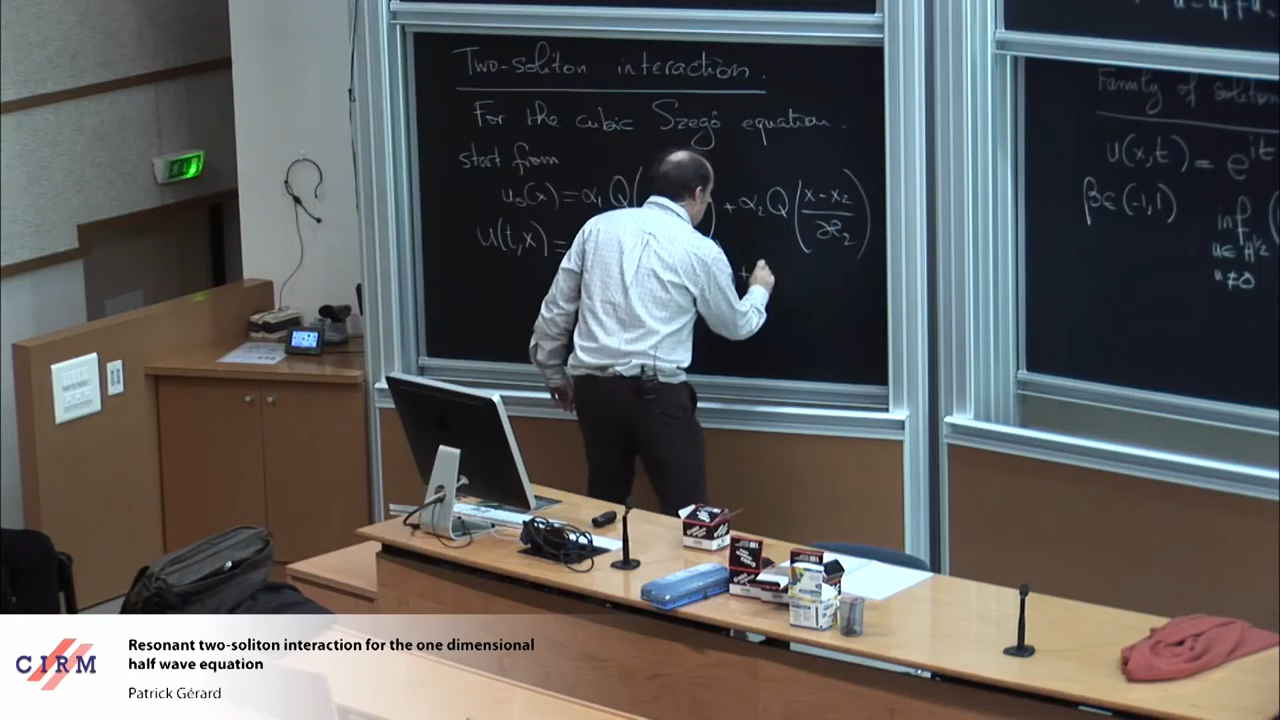 Two-soliton interaction.
For the cubic Szegö equation.
start from
u₀(x) = α₁ Q( ) + α₂ Q((x-x₂)/ϰ₂)
u(t,x) =
+
Family of soliton
u(x,t) = e^{it
β ∈ (-1,1)
inf
u ∈ H^{1/2}
u ≠ 0
CIRM
Resonant two-soliton interaction for the one dimensional
half wave equation
Patrick Gérard